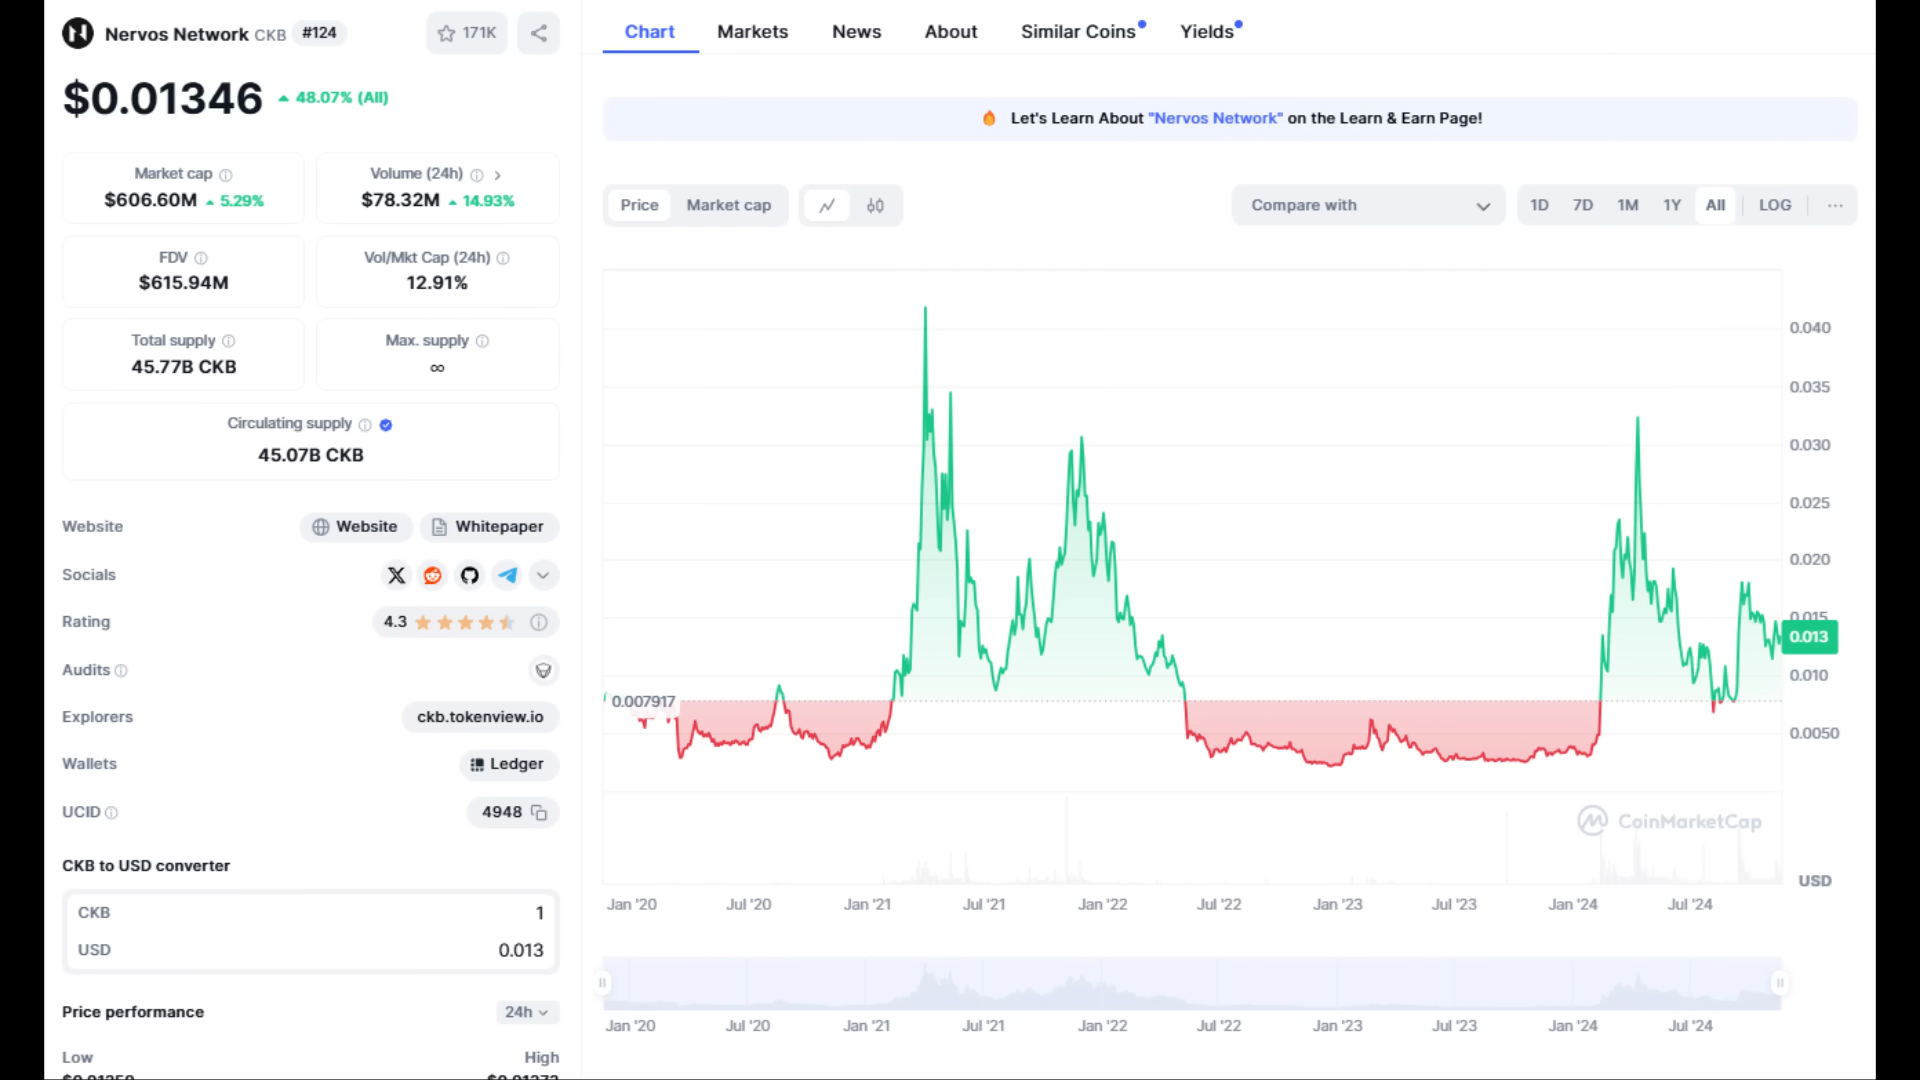 Nervos Network CKB #124
171K
$0.01346 48.07% (All)
Market cap
$606.60M 5.29%
Volume (24h)
$78.32M 14.93%
FDV
$615.94M
Vol/Mkt Cap (24h)
12.91%
Total supply
45.77B CKB
Max. supply
∞
Circulating supply
45.07B CKB
Website Website Whitepaper
Socials
Rating 4.3
Audits
Explorers ckb.tokenview.io
Wallets Ledger
UCID 4948
CKB to USD converter
CKB 1
USD 0.013
Price performance 24h
Low High
Chart Markets News About Similar Coins Yields
Let's Learn About "Nervos Network" on the Learn & Earn Page!
Price Market cap
Compare with
1D 7D 1M 1Y All LOG
0.040
0.035
0.030
0.025
0.020
0.015
0.013
0.010
0.007917
0.0050
CoinMarketCap
USD
Jan '20 Jul '20 Jan '21 Jul '21 Jan '22 Jul '22 Jan '23 Jul '23 Jan '24 Jul '24
Jan '20 Jul '20 Jan '21 Jul '21 Jan '22 Jul '22 Jan '23 Jul '23 Jan '24 Jul '24